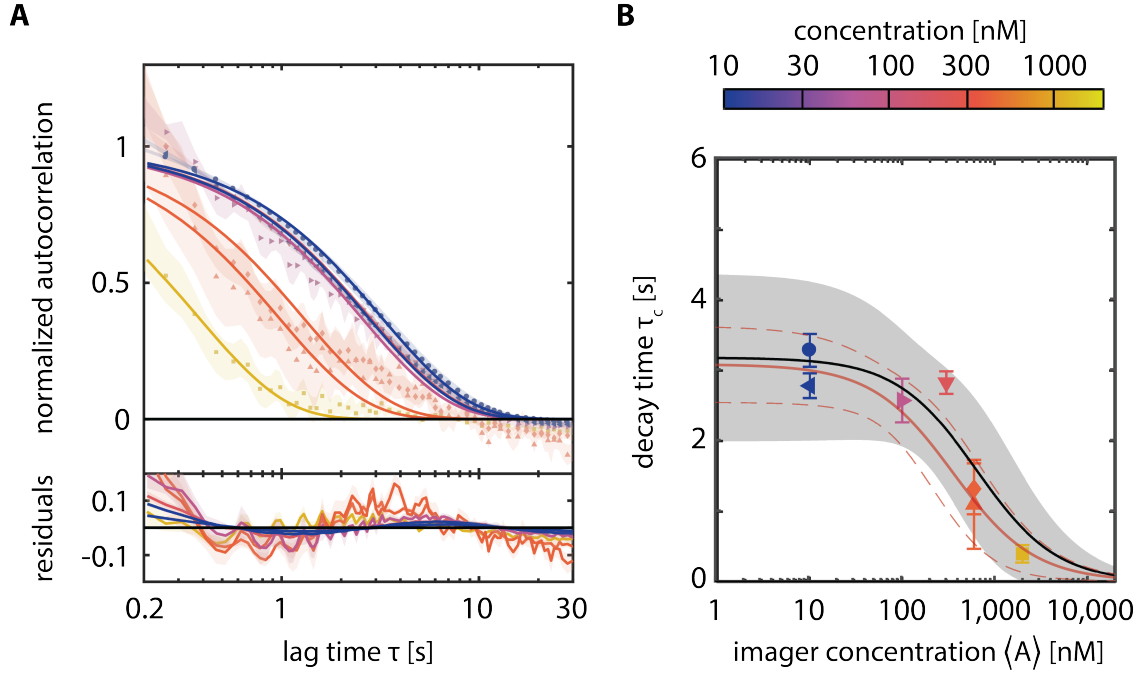 A
normalized autocorrelation
1
0.5
0
residuals
0.1
-0.1
0.2
1
10
30
lag time τ [s]
B
concentration [nM]
10 30 100 300 1000
decay time τc [s]
6
4
2
0
1 10 100 1,000 10,000
imager concentration ⟨A⟩ [nM]